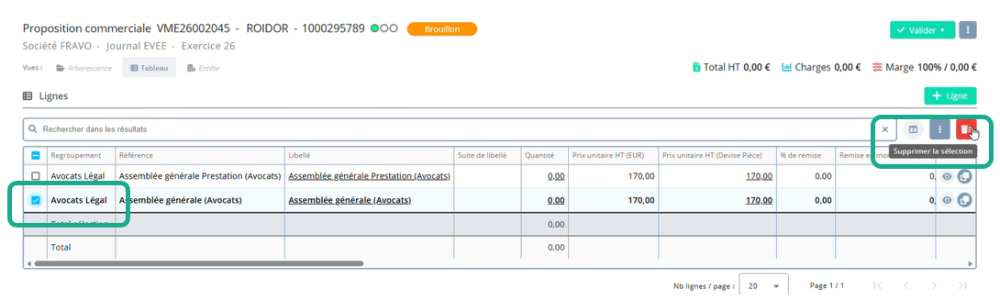 Proposition commerciale VME26002045 - ROIDOR - 1000295789 Brouillon Valider
Société FRAVO - Journal EVEE - Exercice 26
Vues : Arborescence Tableau Entête Total HT 0,00 € Charges 0,00 € Marge 100% / 0,00 €
Lignes + Ligne
Rechercher dans les résultats
Supprimer la sélection
Regroupement Référence Libellé Suite de libellé Quantité Prix unitaire HT (EUR) Prix unitaire HT (Devise Pièce) % de remise Remise en mon
Avocats Légal Assemblée générale Prestation (Avocats) Assemblée générale Prestation (Avocats) 0,00 170,00 170,00 0,00 0,
Avocats Légal Assemblée générale (Avocats) Assemblée générale (Avocats) 0,00 170,00 170,00 0,00 0,
Total sélection 0,00
Total 0,00
Nb lignes / page : 20 Page 1 / 1